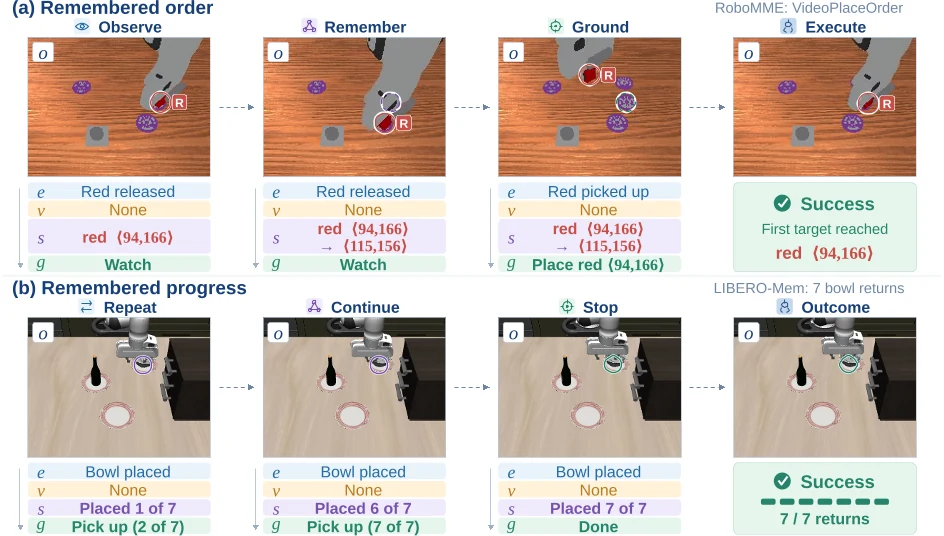 (a) Remembered order
RoboMME: VideoPlaceOrder
Observe
Remember
Ground
Execute
o
o
o
o
R
R
R
R
e Red released
v None
s red ⟨94,166⟩
g Watch
e Red released
v None
s red ⟨94,166⟩
→ ⟨115,156⟩
g Watch
e Red picked up
v None
s red ⟨94,166⟩
→ ⟨115,156⟩
g Place red ⟨94,166⟩
Success
First target reached
red ⟨94,166⟩
(b) Remembered progress
LIBERO-Mem: 7 bowl returns
Repeat
Continue
Stop
Outcome
o
o
o
o
e Bowl placed
v None
s Placed 1 of 7
g Pick up (2 of 7)
e Bowl placed
v None
s Placed 6 of 7
g Pick up (7 of 7)
e Bowl placed
v None
s Placed 7 of 7
g Done
Success
7 / 7 returns